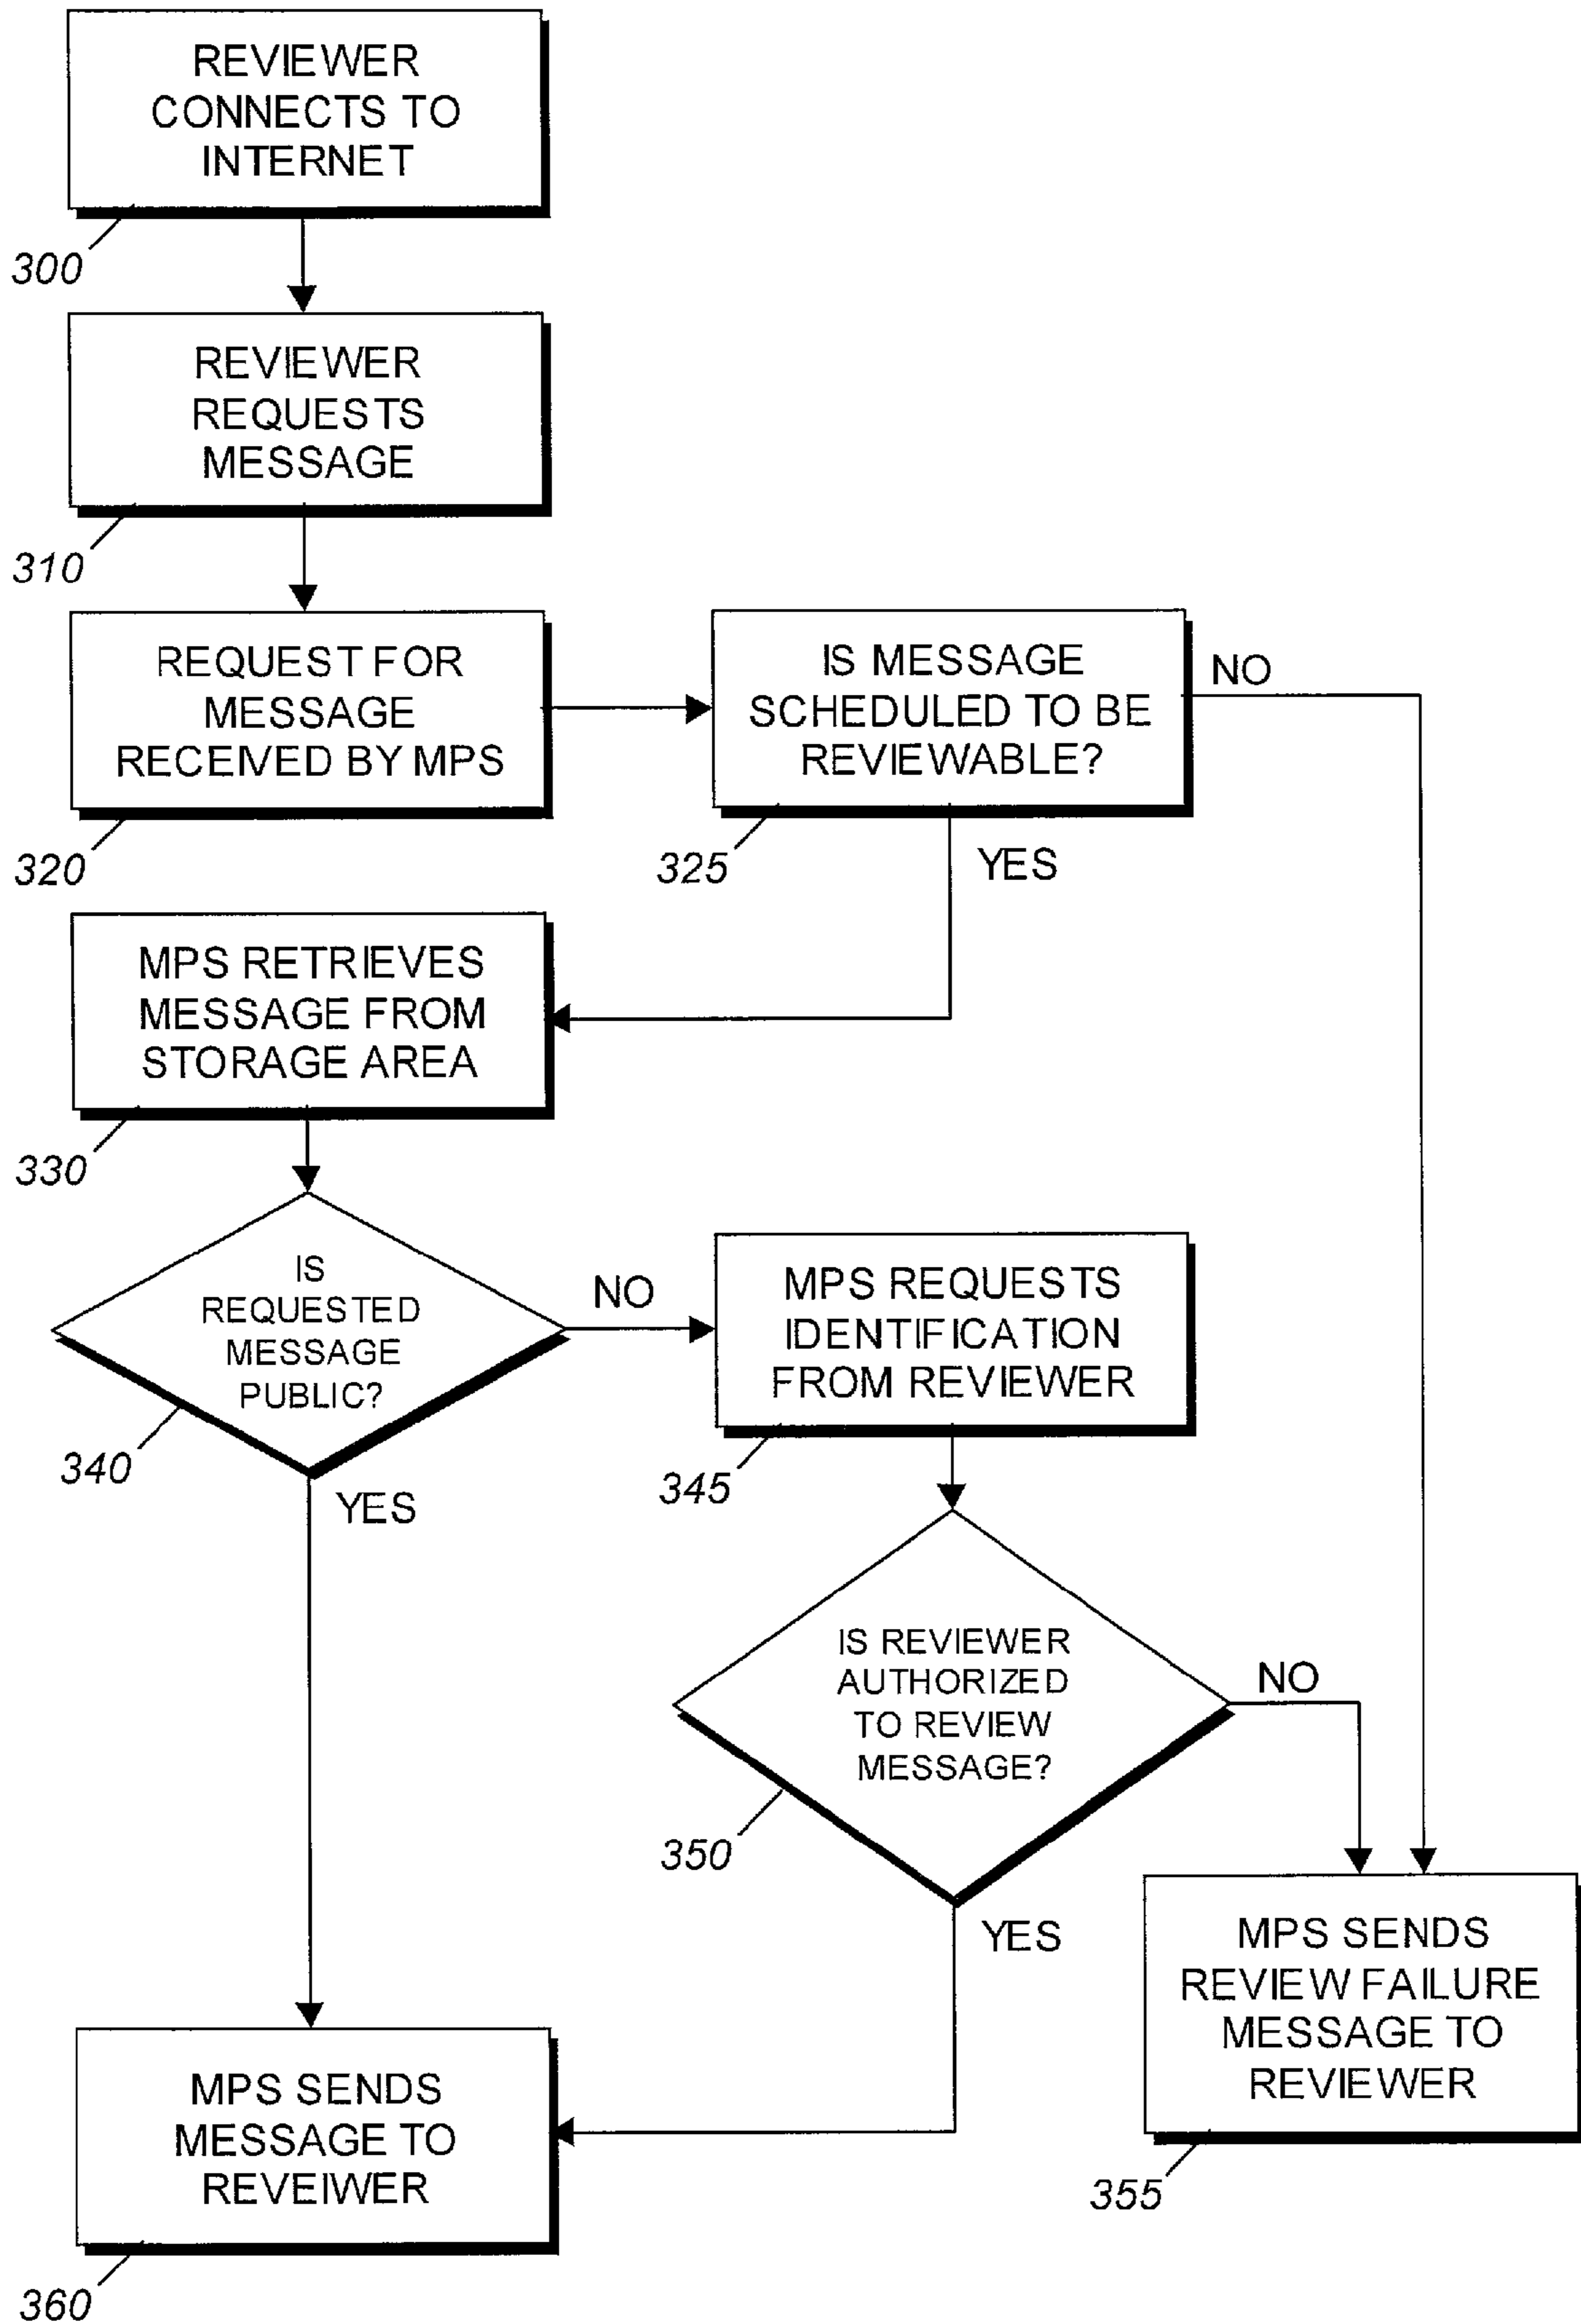 REVIEWER
CONNECTS TO
INTERNET
300
REVIEWER
REQUESTS
MESSAGE
310
REQUEST FOR
MESSAGE
RECEIVED BY MPS
320
IS MESSAGE
SCHEDULED TO BE
REVIEWABLE?
325
NO
YES
MPS RETRIEVES
MESSAGE FROM
STORAGE AREA
330
IS
REQUESTED
MESSAGE
PUBLIC?
340
NO
YES
MPS REQUESTS
IDENTIFICATION
FROM REVIEWER
345
IS REVIEWER
AUTHORIZED
TO REVIEW
MESSAGE?
350
NO
YES
MPS SENDS
REVIEW FAILURE
MESSAGE TO
REVIEWER
355
MPS SENDS
MESSAGE TO
REVEIWER
360